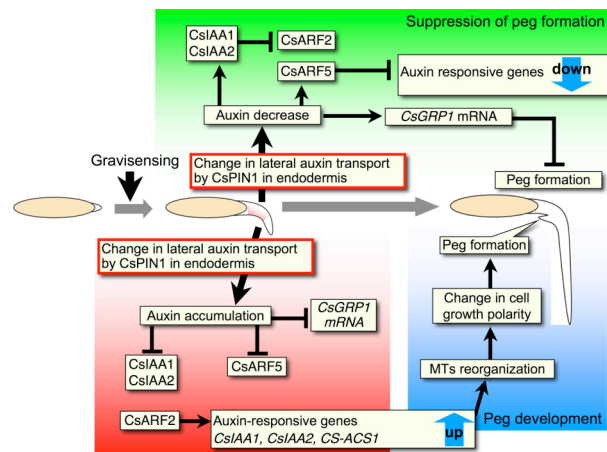 Suppression of peg formation
CsIAA1
CsIAA2
CsARF2
CsARF5
Auxin responsive genes
down
Auxin decrease
CsGRP1 mRNA
Gravisensing
Change in lateral auxin transport
by CsPIN1 in endodermis
Peg formation
Change in lateral auxin transport
by CsPIN1 in endodermis
Peg formation
Auxin accumulation
CsGRP1
mRNA
Change in cell
growth polarity
CsIAA1
CsIAA2
CsARF5
MTs reorganization
CsARF2
Auxin-responsive genes
CsIAA1, CsIAA2, CS-ACS1
up
Peg development